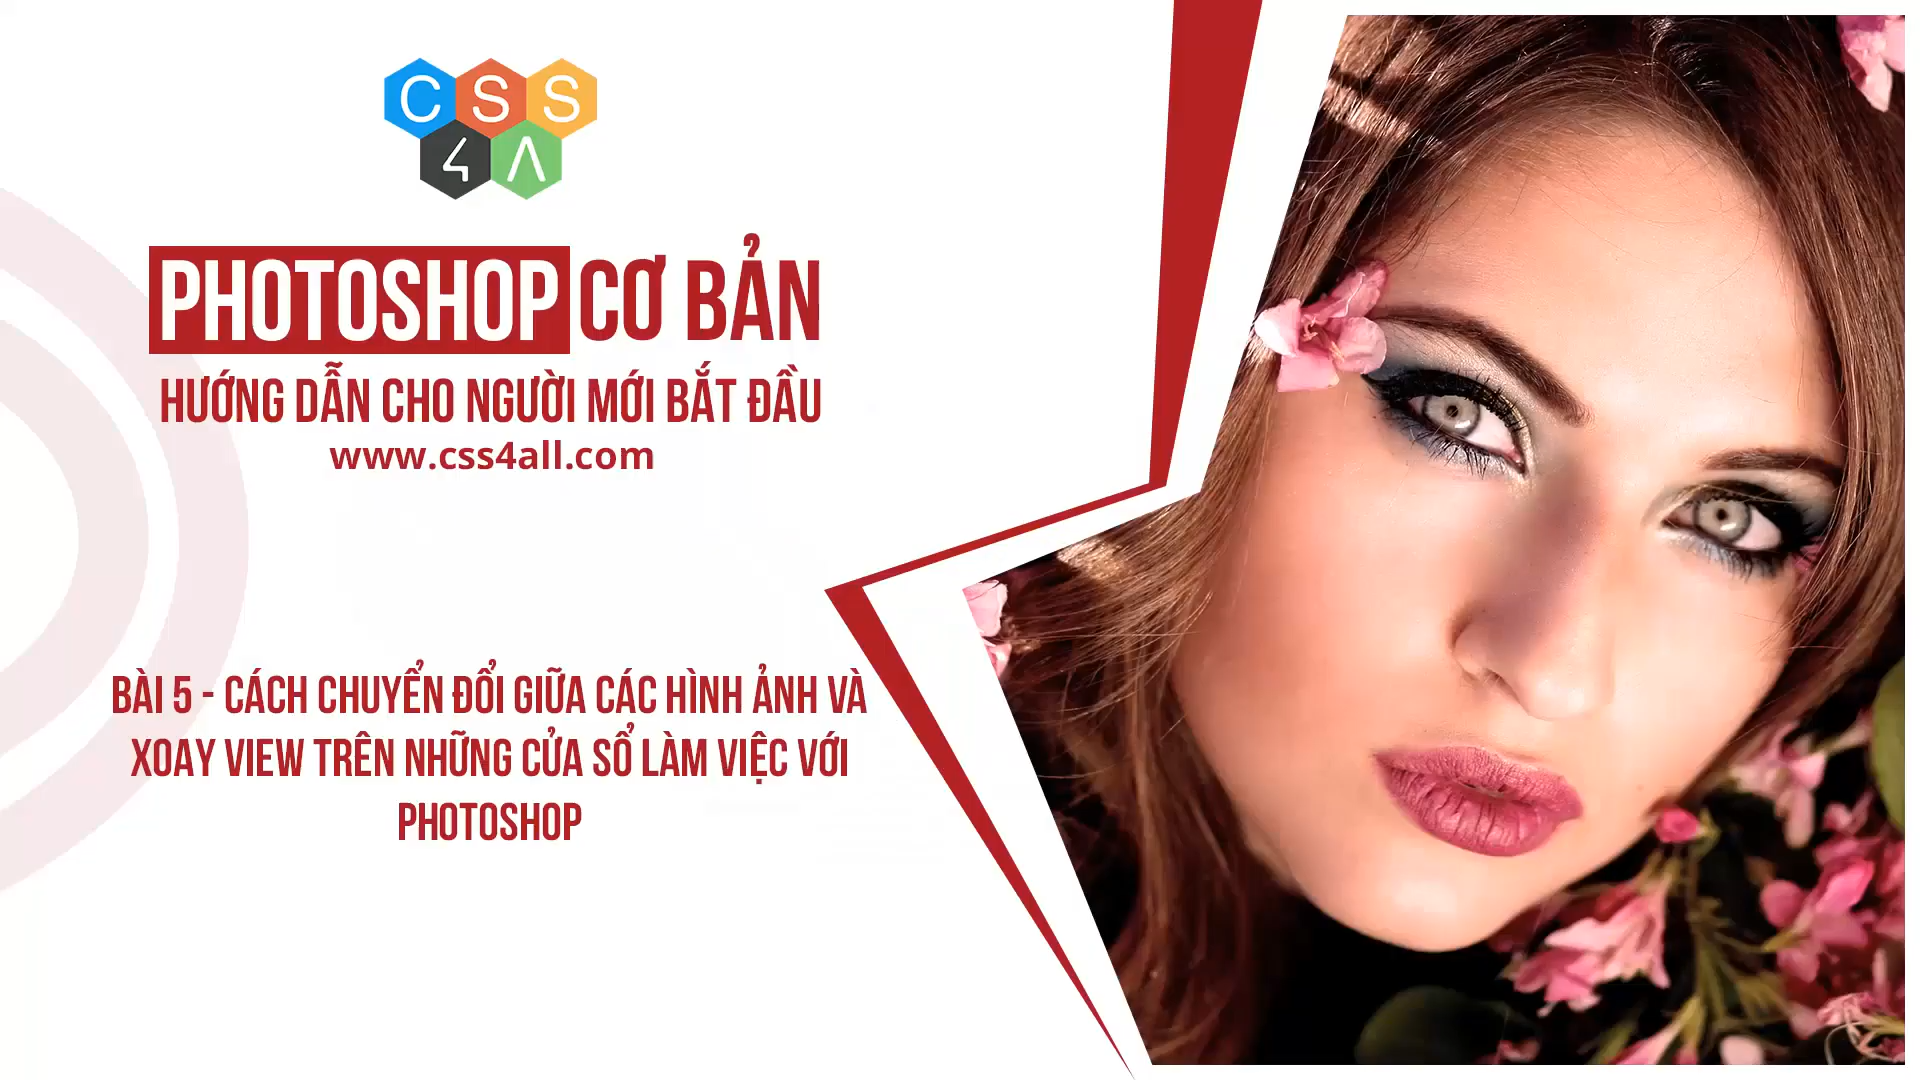 CSS
4A
PHOTOSHOP CƠ BẢN
HƯỚNG DẪN CHO NGƯỜI MỚI BẮT ĐẦU
www.css4all.com
BÀI 5 - CÁCH CHUYỂN ĐỔI GIỮA CÁC HÌNH ẢNH VÀ
XOAY VIEW TRÊN NHỮNG CỬA SỔ LÀM VIỆC VỚI
PHOTOSHOP